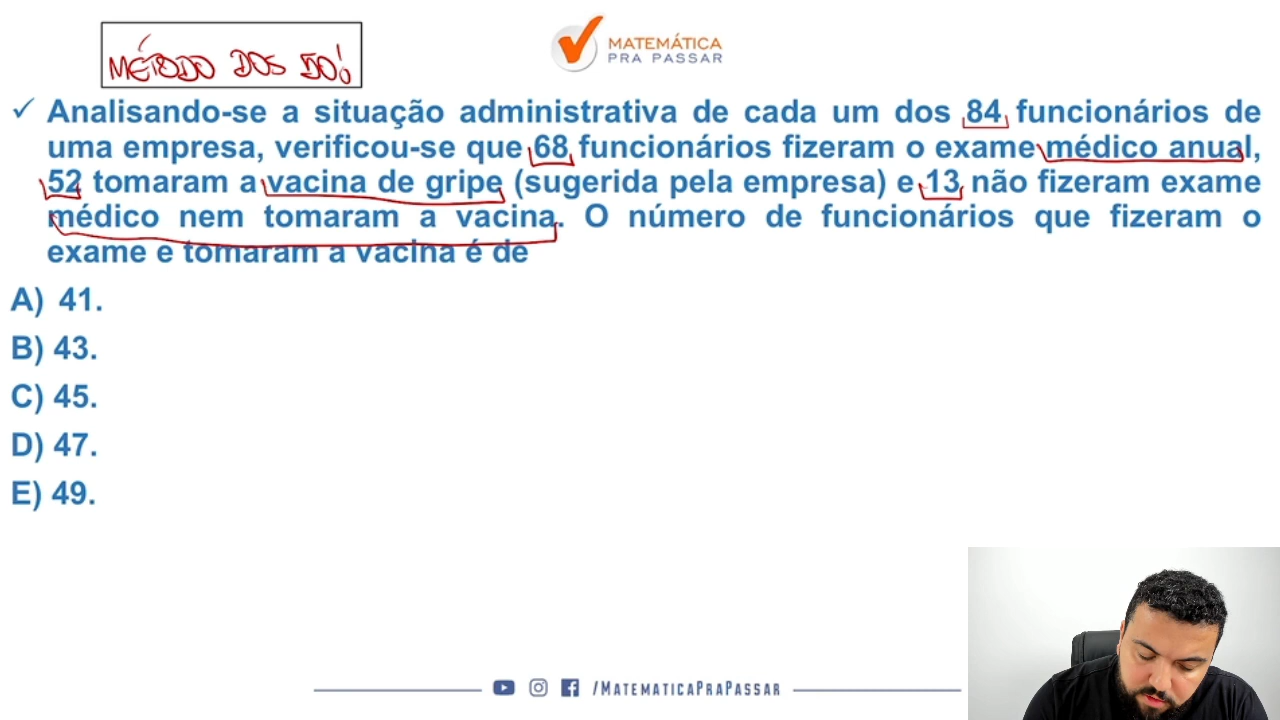 MÉTODO DOS 50!
MATEMÁTICA
PRA PASSAR
✓ Analisando-se a situação administrativa de cada um dos 84 funcionários de
uma empresa, verificou-se que 68 funcionários fizeram o exame médico anual,
52 tomaram a vacina de gripe (sugerida pela empresa) e 13 não fizeram exame
médico nem tomaram a vacina. O número de funcionários que fizeram o
exame e tomaram a vacina é de
A) 41.
B) 43.
C) 45.
D) 47.
E) 49.
/MATEMATICAPRAPASSAR